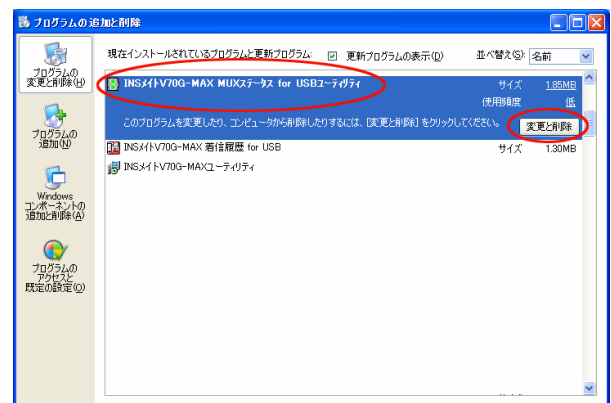 プログラムの追加と削除
現在インストールされているプログラムと更新プログラム:
更新プログラムの表示(D)
並べ替え(S):
名前
プログラムの
変更と削除(H)
プログラムの
追加(N)
Windows
コンポーネントの
追加と削除(A)
プログラムの
アクセスと
既定の設定(O)
INSメイトV70G-MAX MUXステータス for USBユーティリティ
サイズ 1.85MB
使用頻度 低
このプログラムを変更したり、コンピュータから削除したりするには、[変更と削除] をクリックしてください。
変更と削除
INSメイトV70G-MAX 着信履歴 for USB
サイズ 1.30MB
INSメイトV70G-MAXユーティリティ